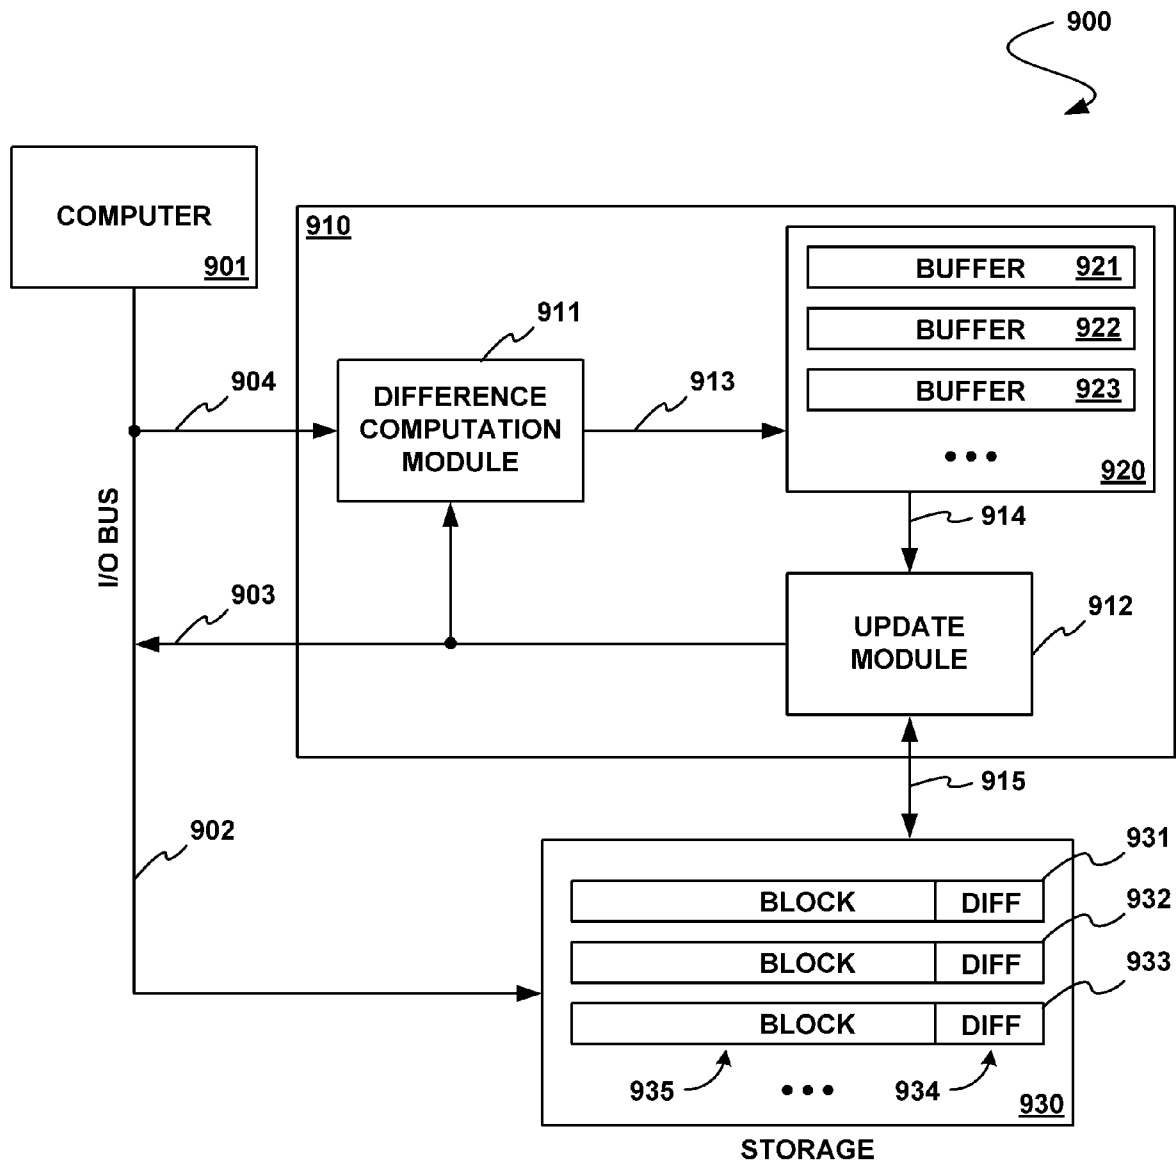 900
COMPUTER
901
910
BUFFER 921
BUFFER 922
BUFFER 923
•••
920
911
DIFFERENCE
COMPUTATION
MODULE
904
913
914
I/O BUS
903
UPDATE
MODULE
912
915
902
BLOCK DIFF 931
BLOCK DIFF 932
BLOCK DIFF 933
935 ••• 934
930
STORAGE